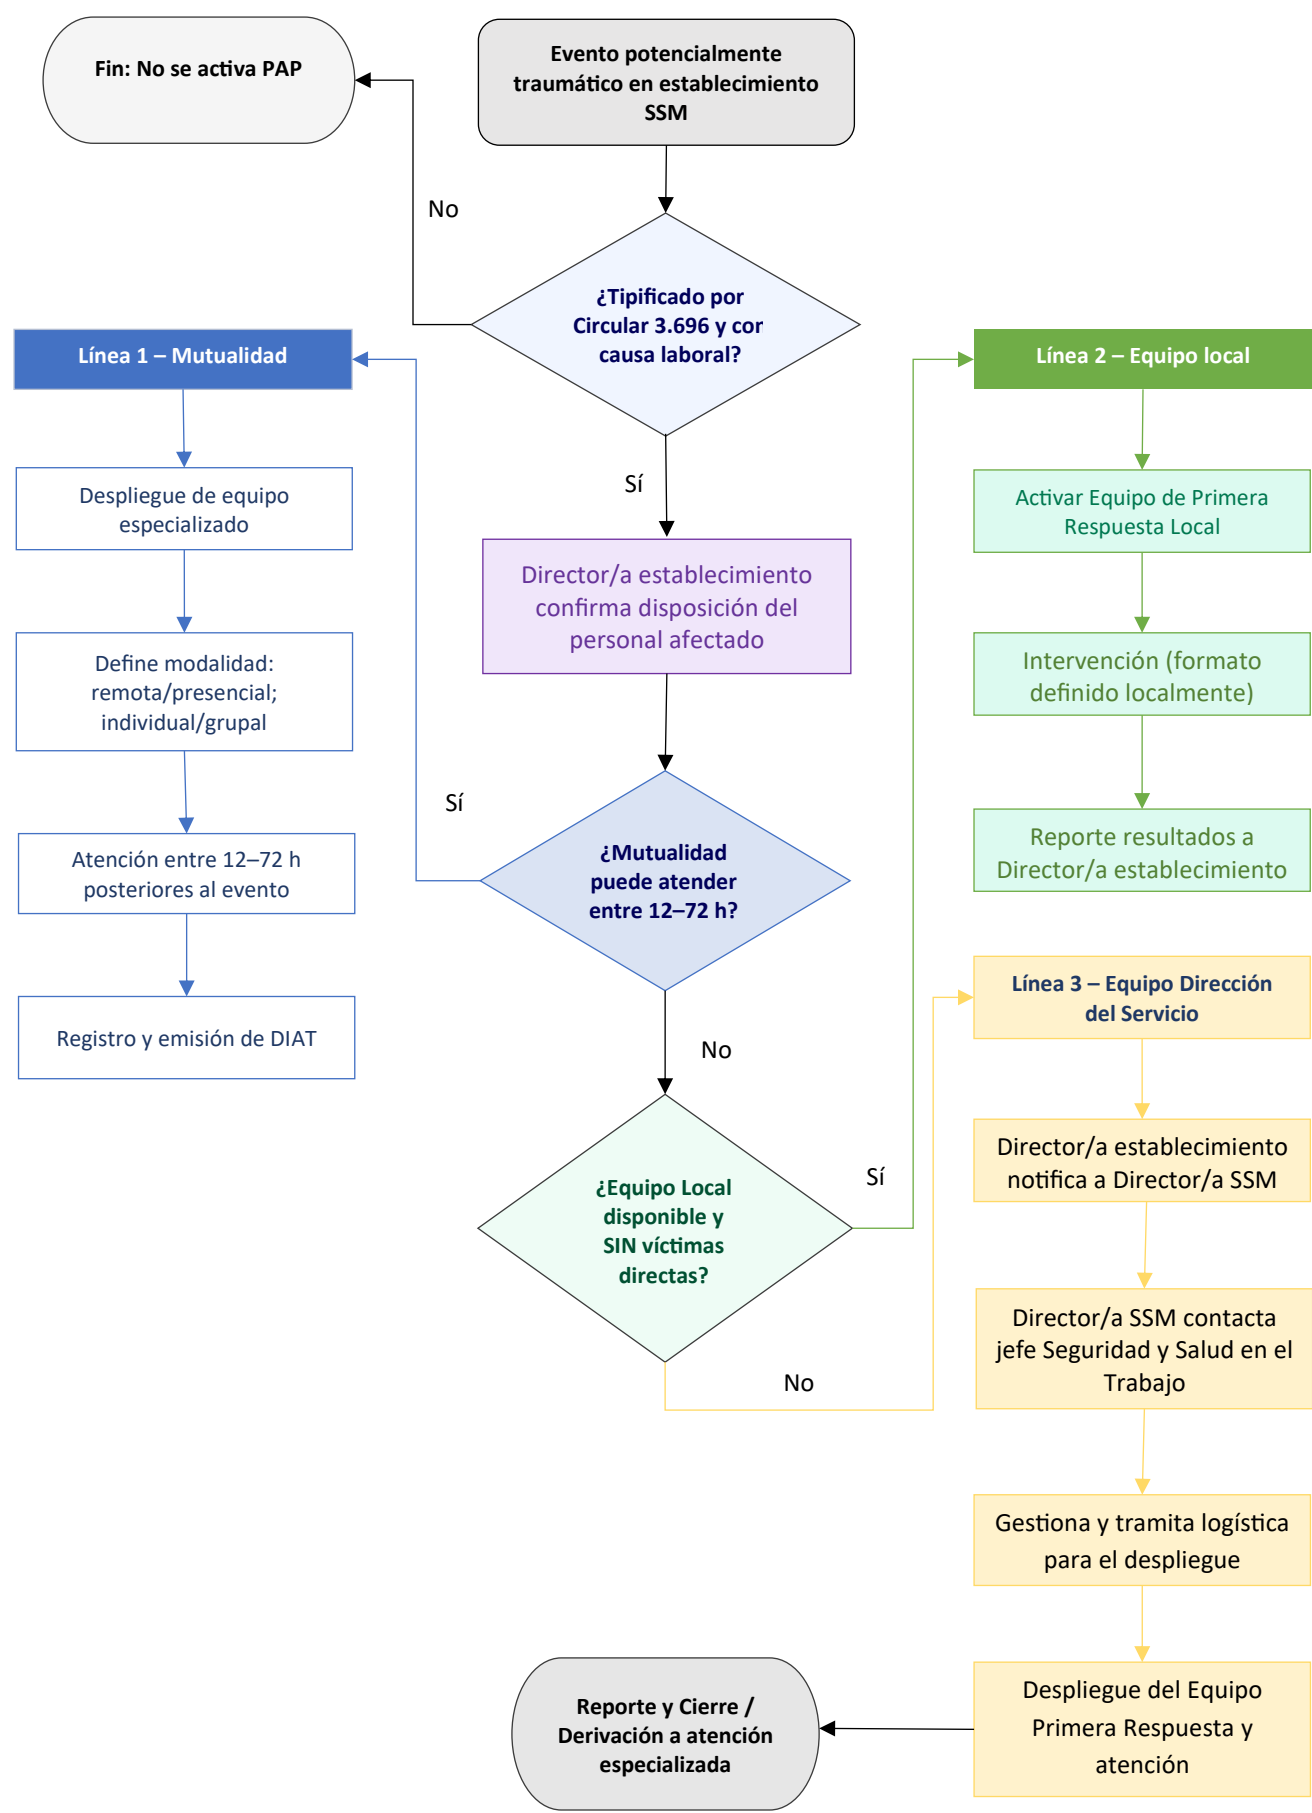 Fin: No se activa PAP
Evento potencialmente
traumático en establecimiento
SSM
No
¿Tipificado por
Circular 3.696 y con
causa laboral?
Línea 1 – Mutualidad
Línea 2 – Equipo local
Sí
Despliegue de equipo
especializado
Activar Equipo de Primera
Respuesta Local
Director/a establecimiento
confirma disposición del
personal afectado
Define modalidad:
remota/presencial;
individual/grupal
Intervención (formato
definido localmente)
Sí
¿Mutualidad
puede atender
entre 12–72 h?
Atención entre 12–72 h
posteriores al evento
Reporte resultados a
Director/a establecimiento
Línea 3 – Equipo Dirección
del Servicio
Registro y emisión de DIAT
No
Director/a establecimiento
notifica a Director/a SSM
Sí
¿Equipo Local
disponible y
SIN víctimas
directas?
Director/a SSM contacta
jefe Seguridad y Salud en el
Trabajo
No
Gestiona y tramita logística
para el despliegue
Despliegue del Equipo
Primera Respuesta y
atención
Reporte y Cierre /
Derivación a atención
especializada